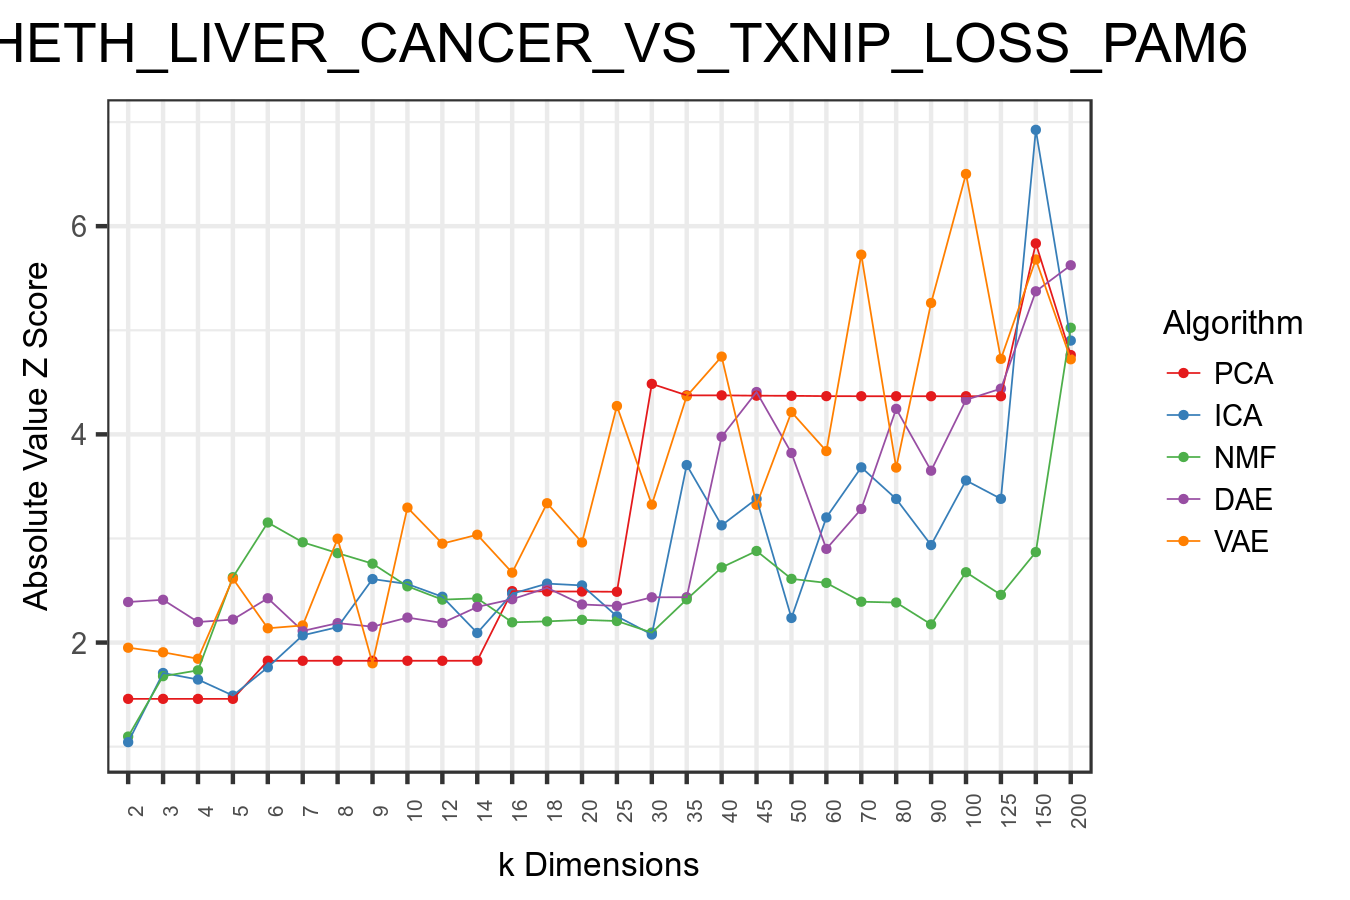 HETH_LIVER_CANCER_VS_TXNIP_LOSS_PAM6
Absolute Value Z Score
6
4
2
2 3 4 5 6 7 8 9 10 12 14 16 18 20 25 30 35 40 45 50 60 70 80 90 100 125 150 200
k Dimensions
Algorithm
PCA
ICA
NMF
DAE
VAE